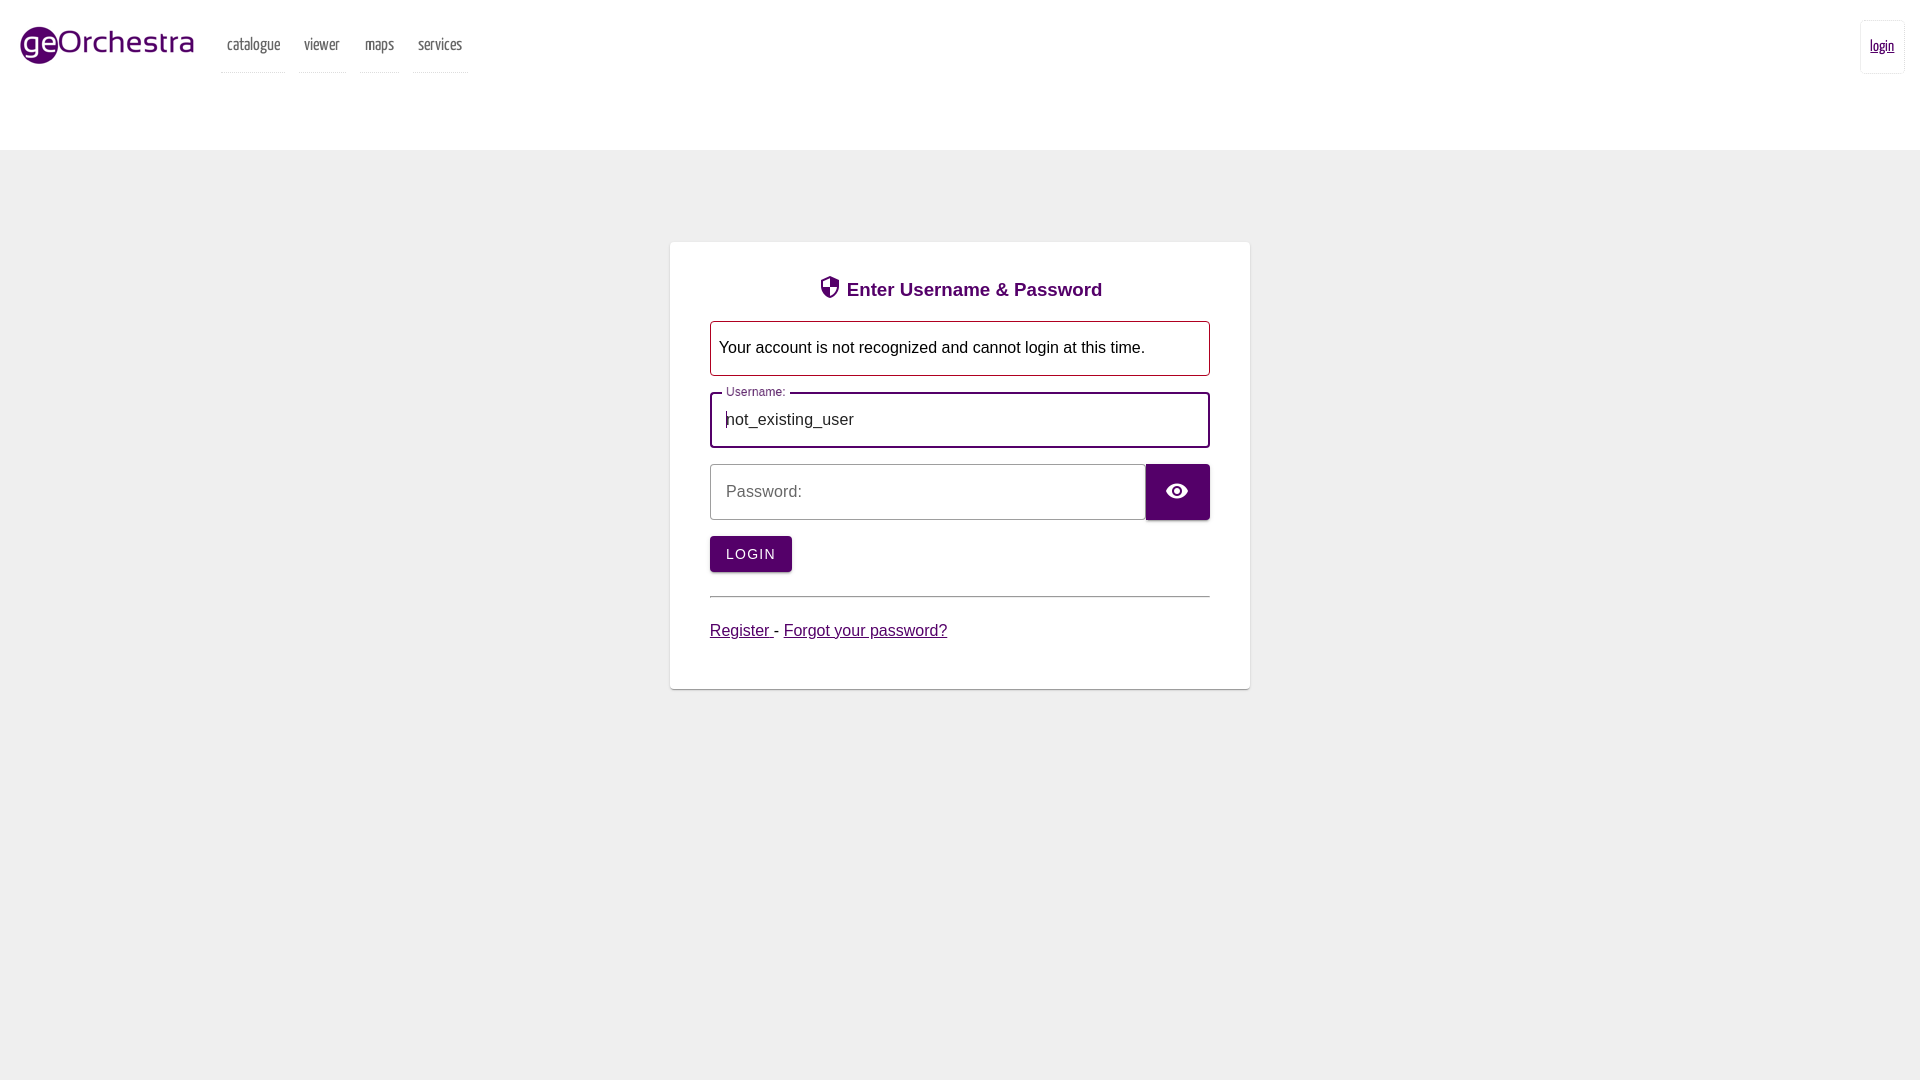 geOrchestra catalogue viewer maps services login
Enter Username & Password
Your account is not recognized and cannot login at this time.
Username:
not_existing_user
Password:
LOGIN
Register - Forgot your password?